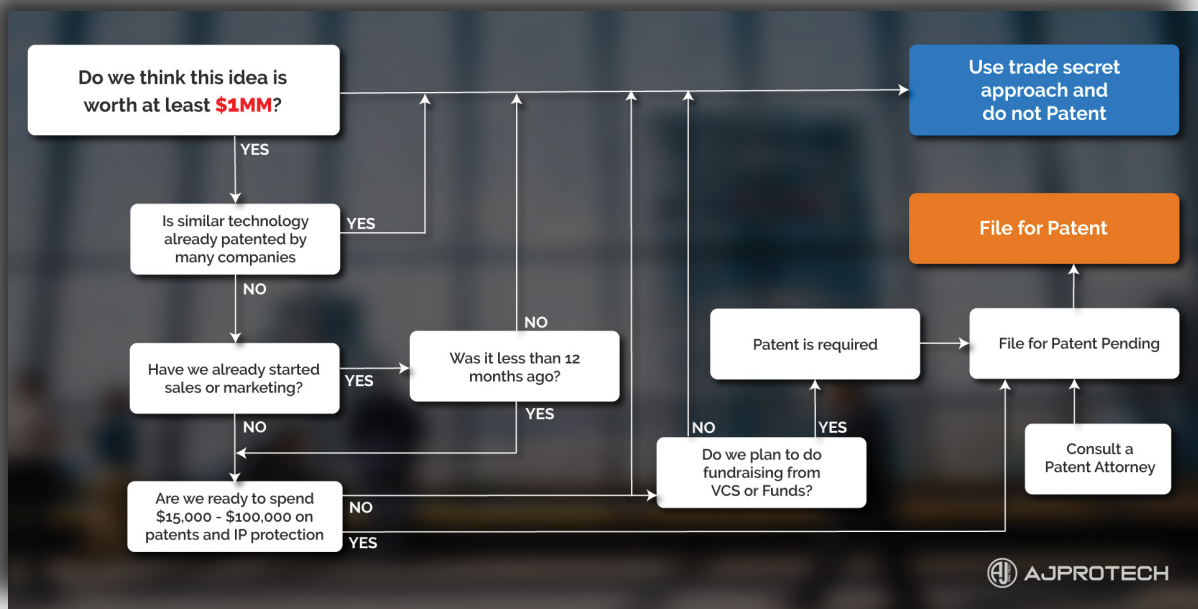 Do we think this idea is
worth at least $1MM?
Use trade secret
approach and
do not Patent
YES
Is similar technology
already patented by
many companies
YES
File for Patent
NO
Have we already started
sales or marketing?
YES
NO
Was it less than 12
months ago?
YES
Patent is required
File for Patent Pending
NO
NO
YES
Do we plan to do
fundraising from
VCS or Funds?
Consult a
Patent Attorney
Are we ready to spend
$15,000 - $100,000 on
patents and IP protection
NO
YES
AJ AJPROTECH